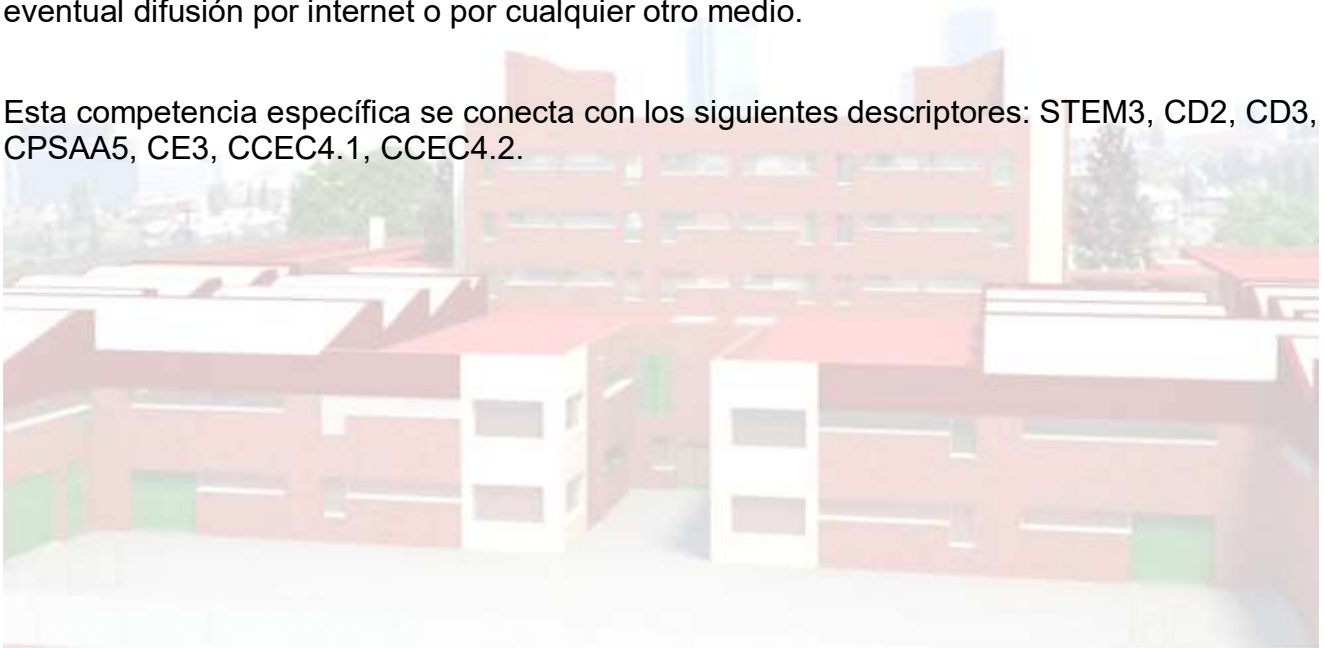 eventual difusión por internet o por cualquier otro medio.
Esta competencia específica se conecta con los siguientes descriptores: STEM3, CD2, CD3,
CPSAA5, CE3, CCEC4.1, CCEC4.2.